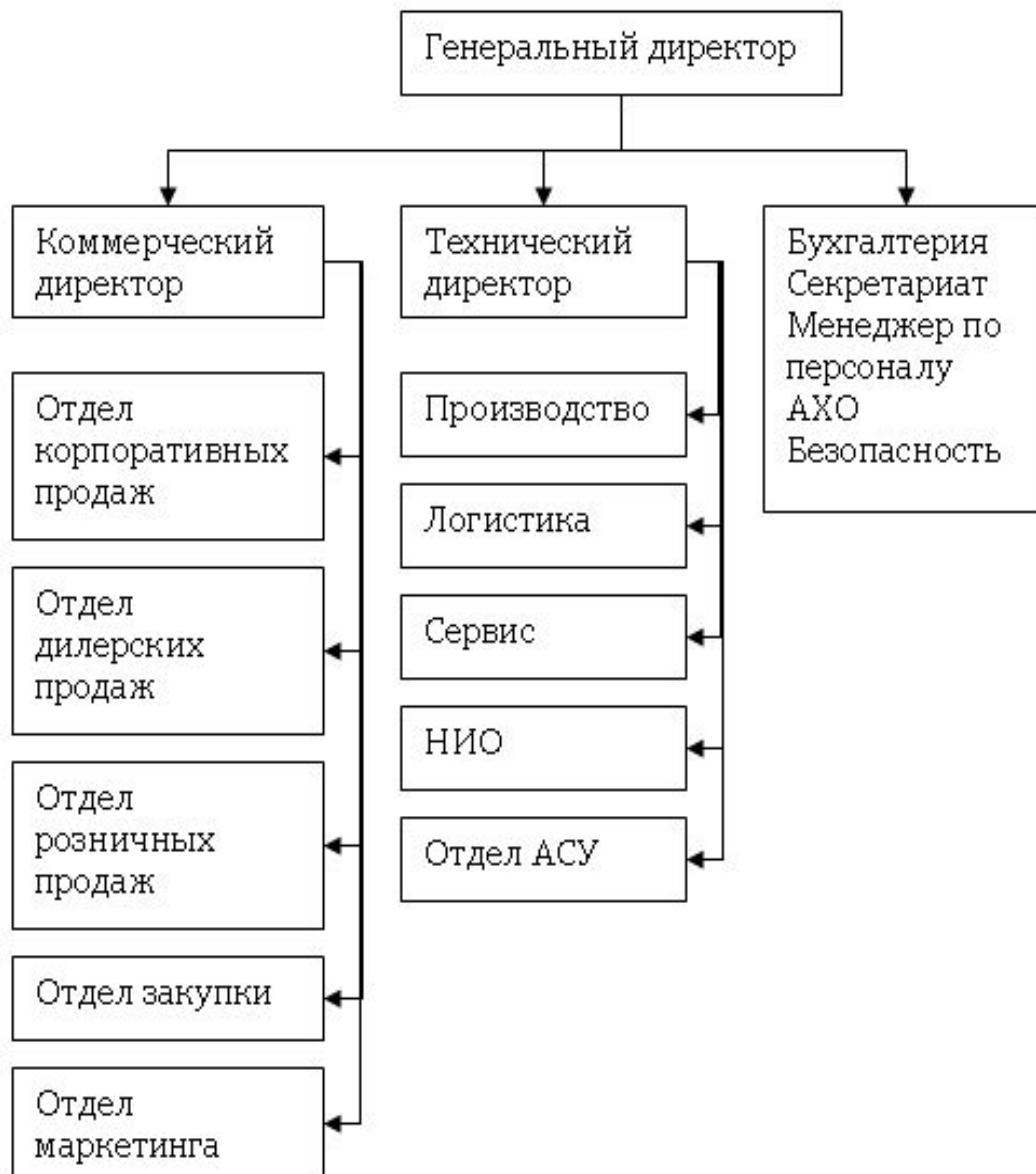 Генеральный директор
Коммерческий
директор
Технический
директор
Бухгалтерия
Секретариат
Менеджер по
персоналу
АХО
Безопасность
Отдел
корпоративных
продаж
Отдел
дилерских
продаж
Отдел
розничных
продаж
Отдел закупки
Отдел
маркетинга
Производство
Логистика
Сервис
НИО
Отдел АСУ